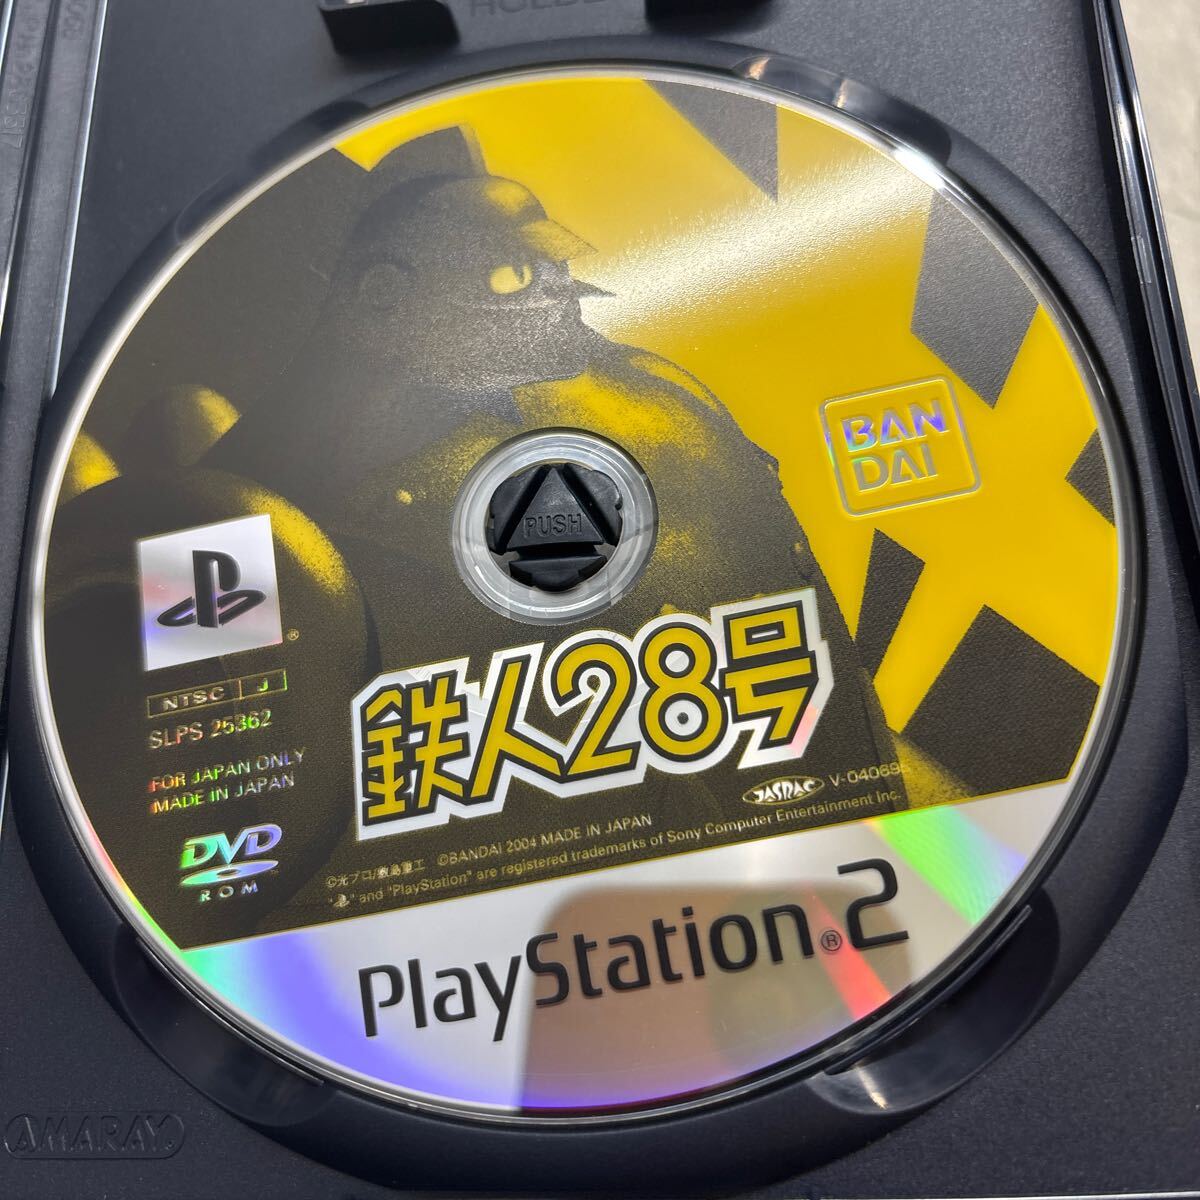 BAN
DAI
PUSH
鉄人28号
NTSC J
SLPS 25362
FOR JAPAN ONLY
MADE IN JAPAN
DVD
ROM
JASRAC
©光プロ/敷島重工 ©BANDAI 2004 MADE IN JAPAN
" " and "PlayStation" are registered trademarks of Sony Computer Entertainment Inc.
PlayStation®2
AMARAY